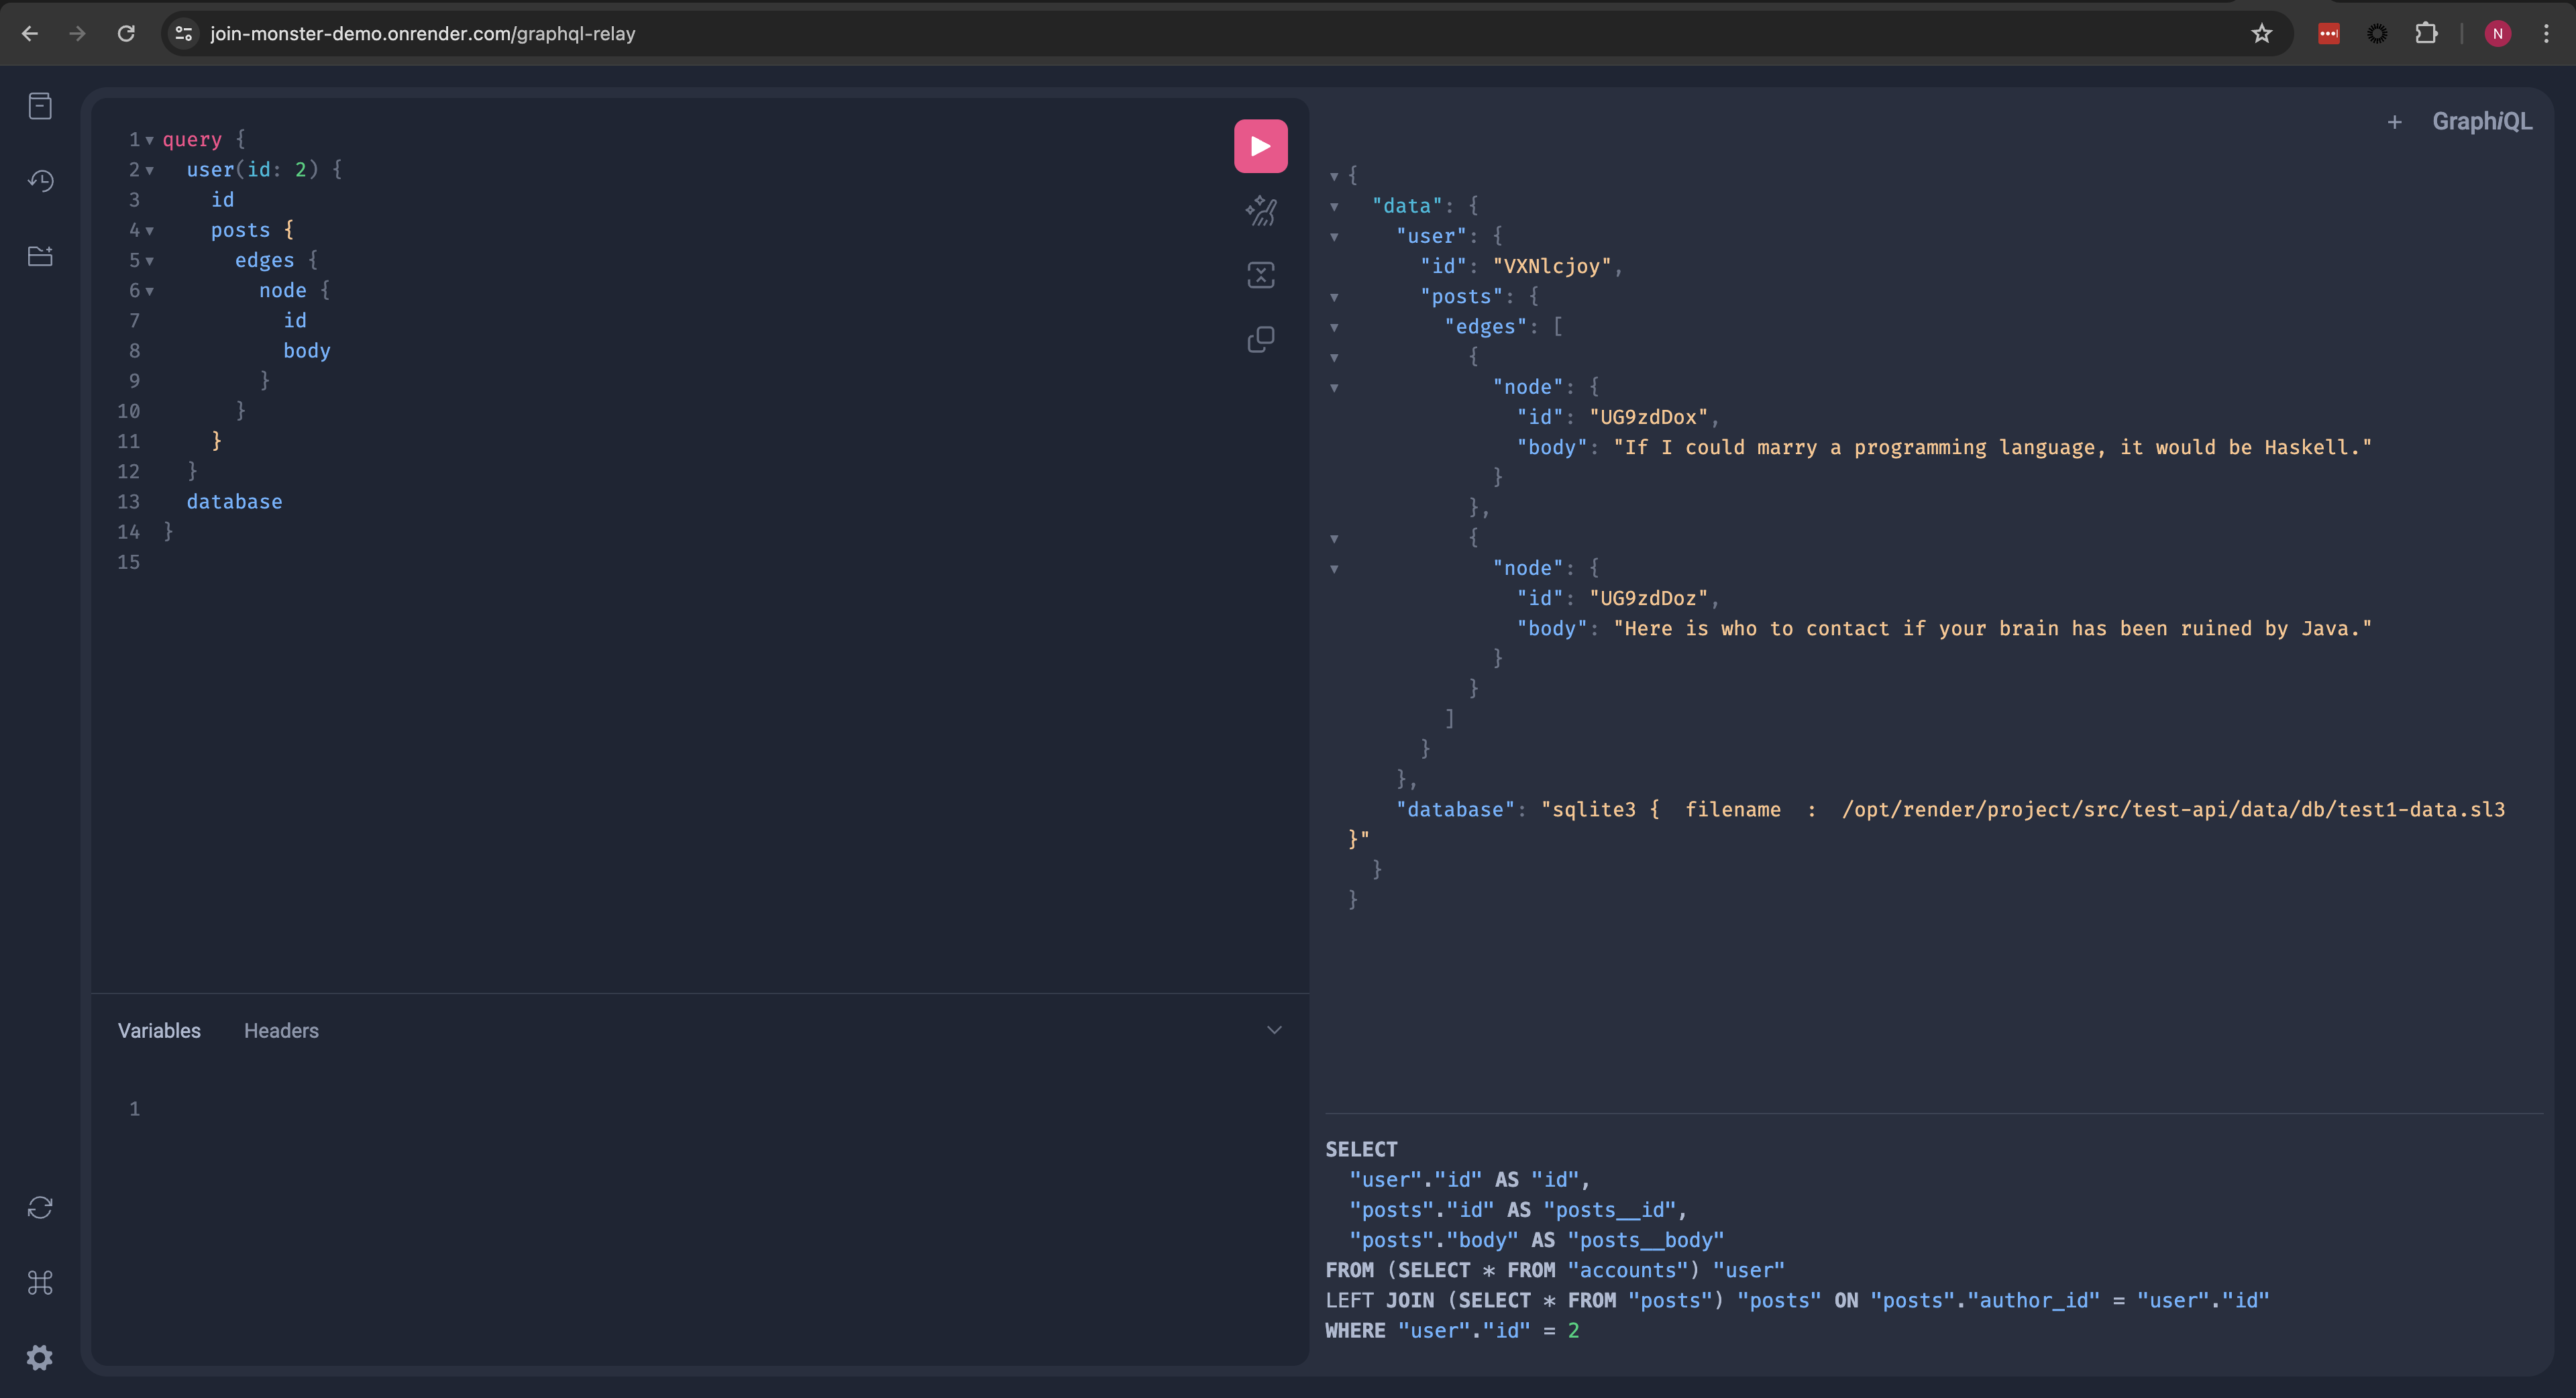 join-monster-demo.onrender.com/graphql-relay
N
1 query {
2 user(id: 2) {
3 id
4 posts {
5 edges {
6 node {
7 id
8 body
9 }
10 }
11 }
12 }
13 database
14 }
15
Variables Headers
1
+ GraphiQL
{
"data": {
"user": {
"id": "VXNlcjoy",
"posts": {
"edges": [
{
"node": {
"id": "UG9zdDox",
"body": "If I could marry a programming language, it would be Haskell."
}
},
{
"node": {
"id": "UG9zdDoz",
"body": "Here is who to contact if your brain has been ruined by Java."
}
}
]
}
},
"database": "sqlite3 {  filename  :  /opt/render/project/src/test-api/data/db/test1-data.sl3
}"
}
}
SELECT
"user"."id" AS "id",
"posts"."id" AS "posts__id",
"posts"."body" AS "posts__body"
FROM (SELECT * FROM "accounts") "user"
LEFT JOIN (SELECT * FROM "posts") "posts" ON "posts"."author_id" = "user"."id"
WHERE "user"."id" = 2